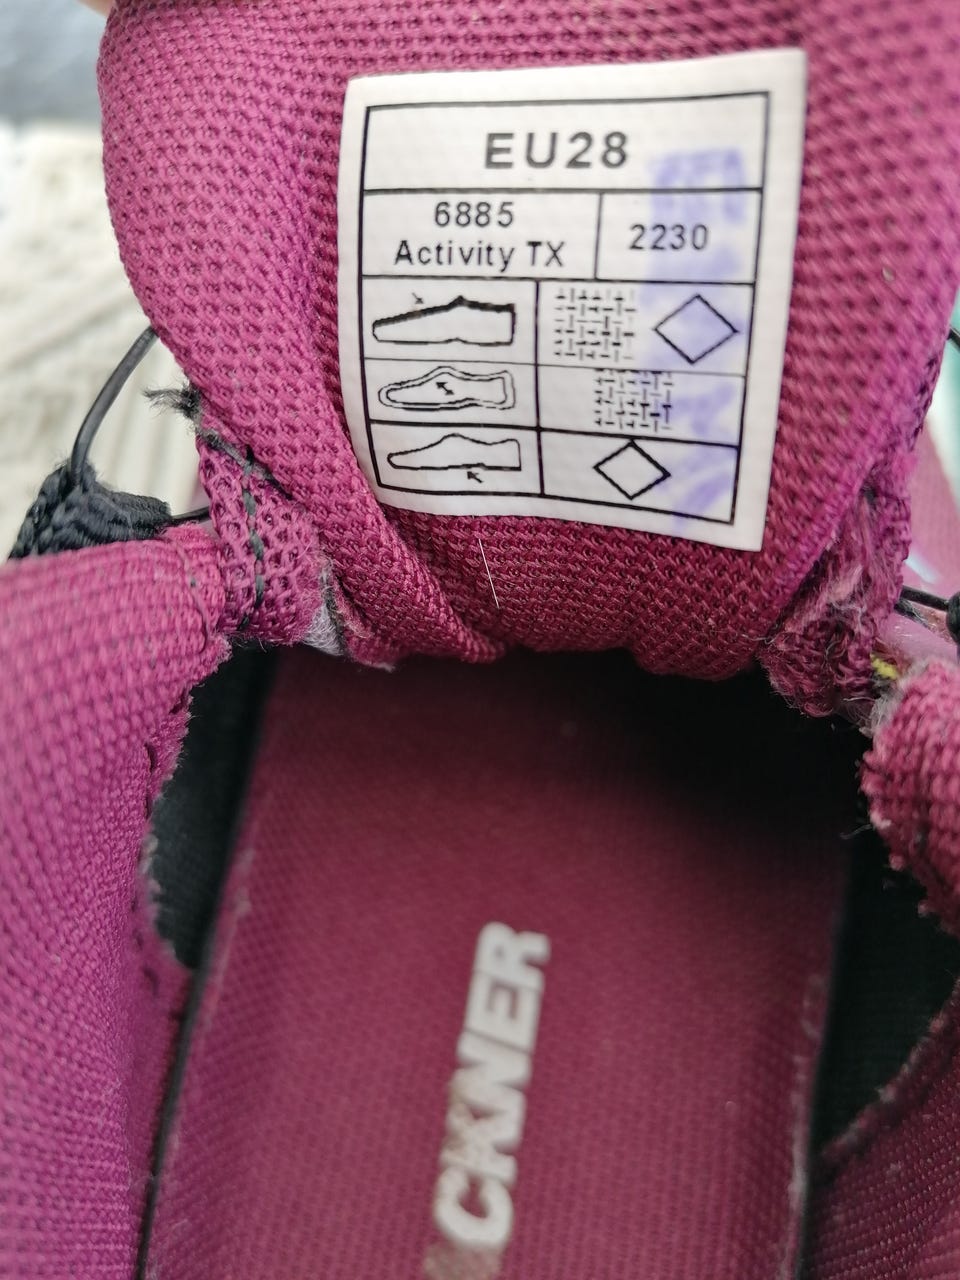 EU28
6885
Activity TX
2230
CKNER